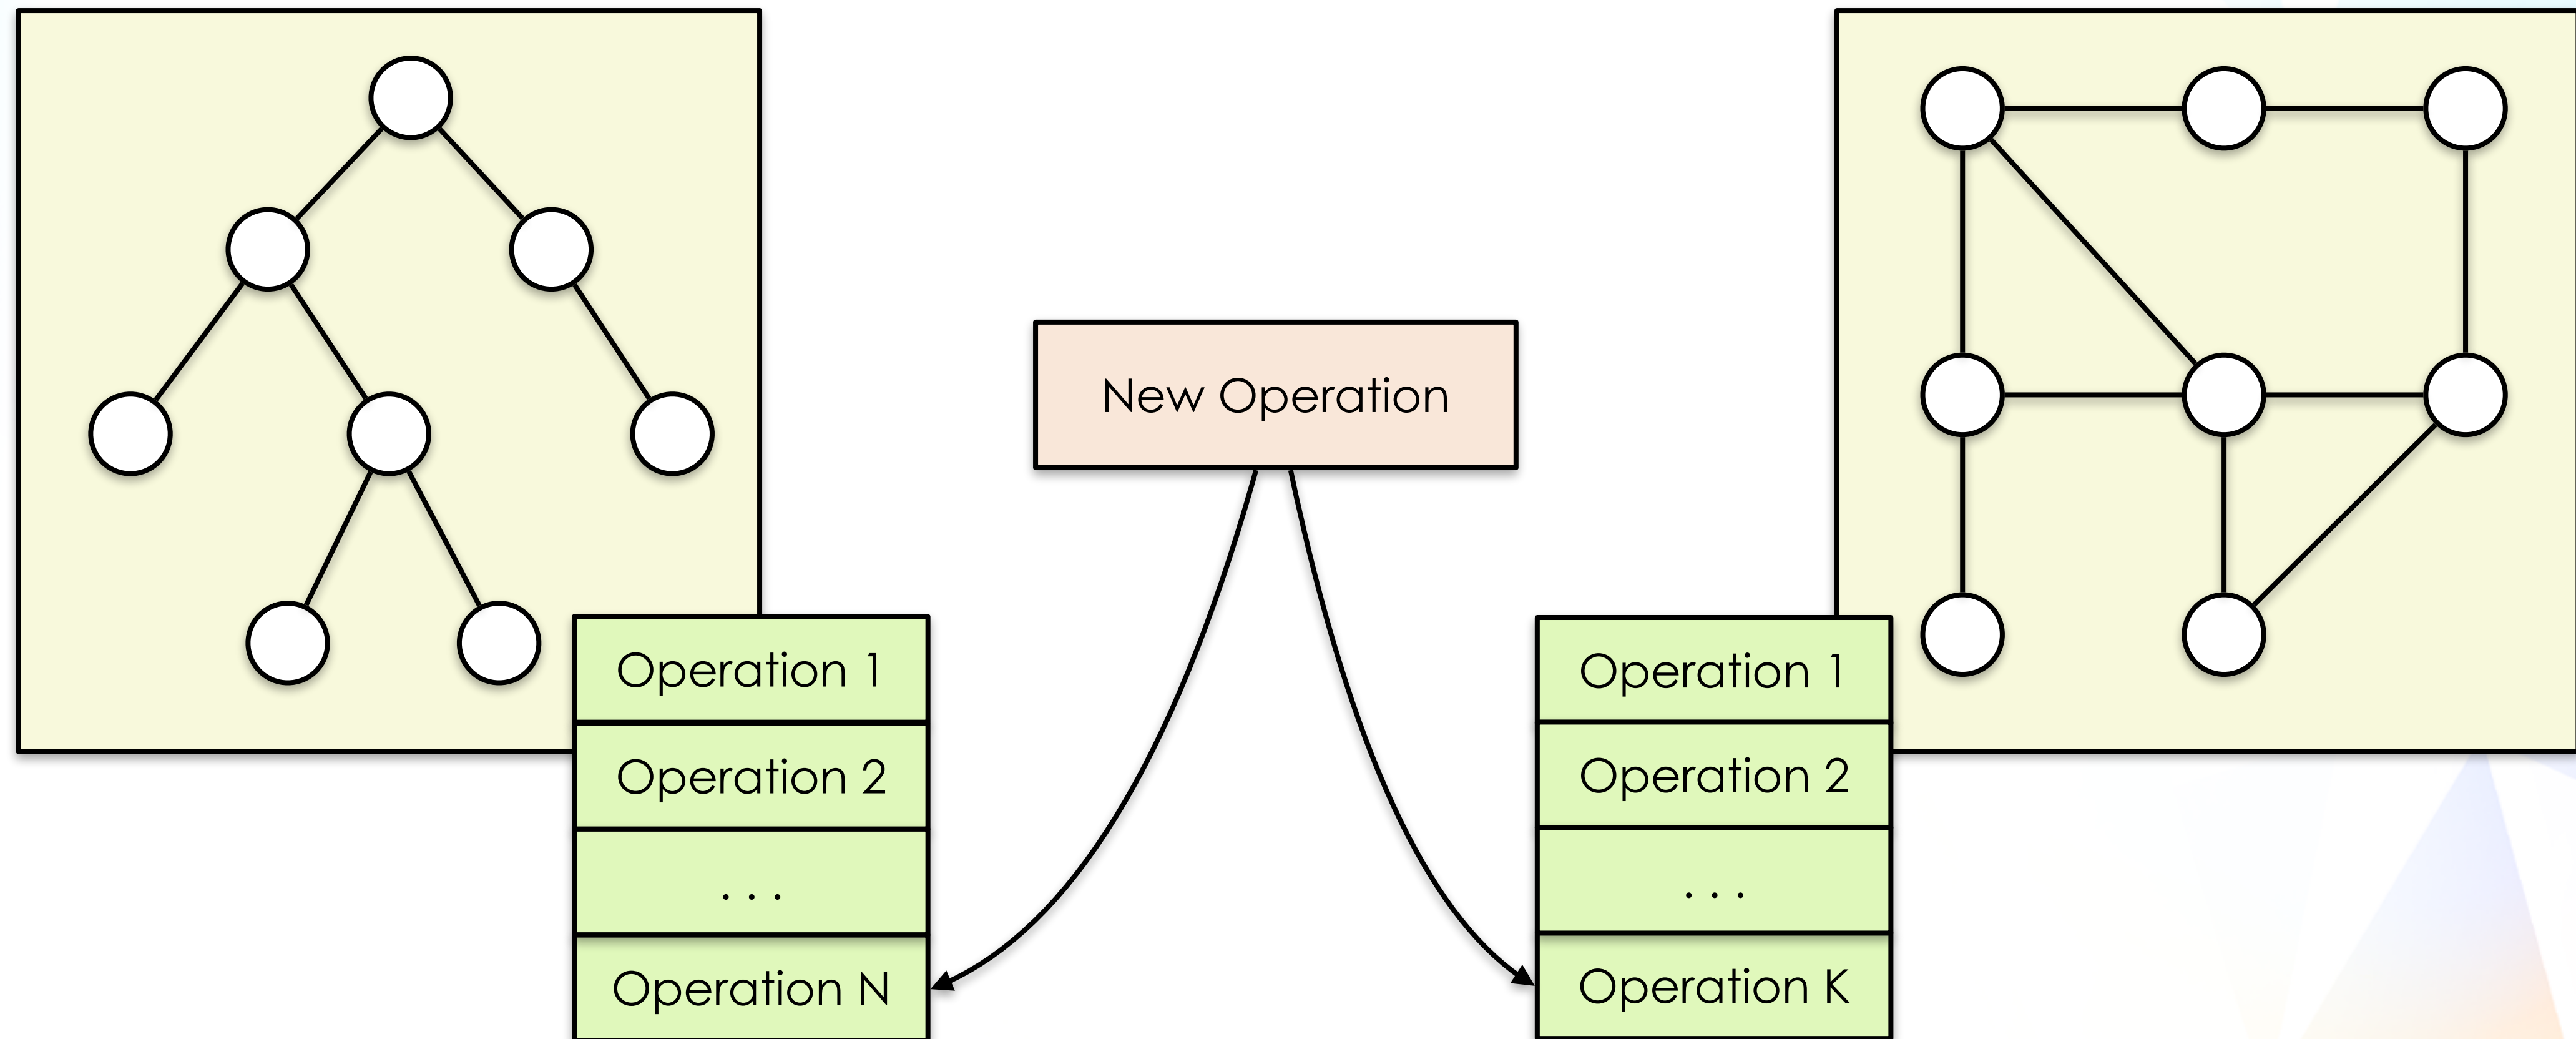 New Operation
Operation 1
Operation 2
. . .
Operation N
Operation 1
Operation 2
. . .
Operation K